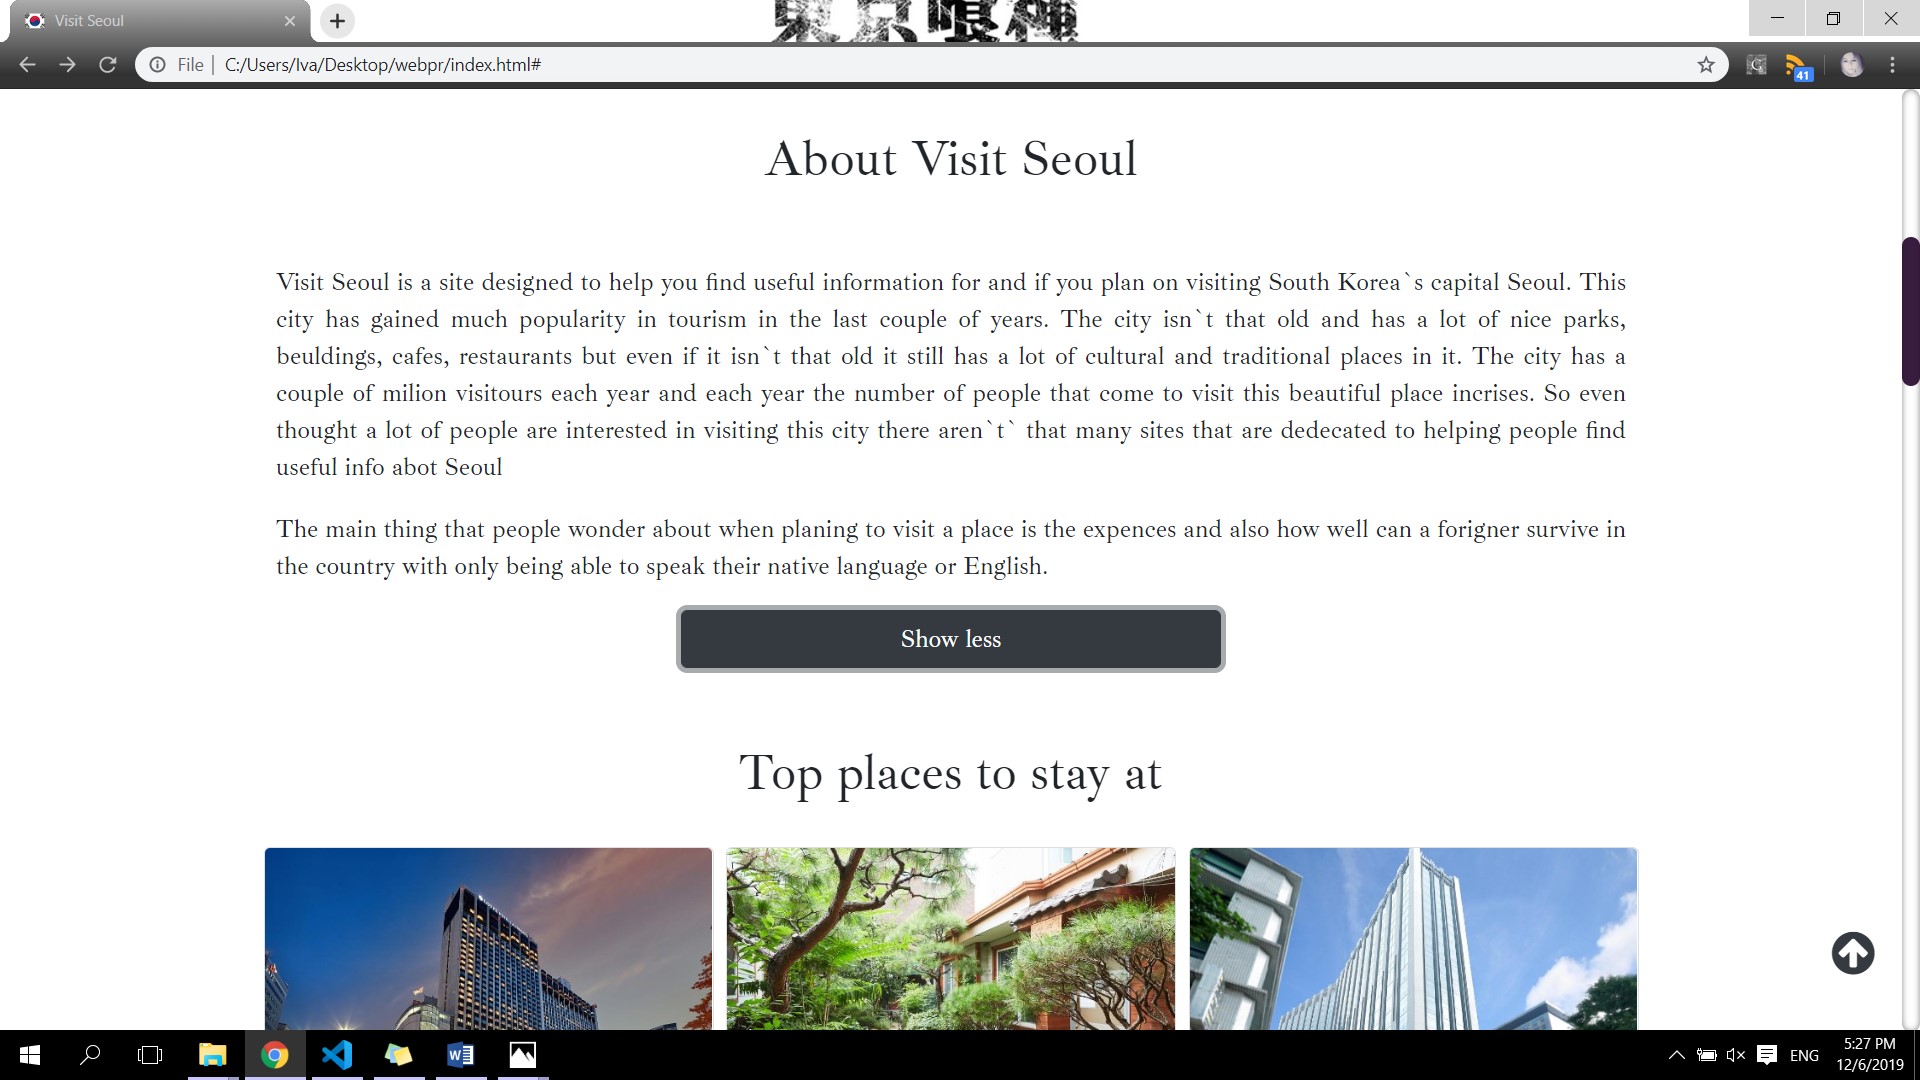 東京喰種
Visit Seoul
File
C:/Users/Iva/Desktop/webpr/index.html#
41
About Visit Seoul
Visit Seoul is a site designed to help you find useful information for and if you plan on visiting South Korea`s capital Seoul. This
city has gained much popularity in tourism in the last couple of years. The city isn`t that old and has a lot of nice parks,
beuldings, cafes, restaurants but even if it isn`t that old it still has a lot of cultural and traditional places in it. The city has a
couple of milion visitours each year and each year the number of people that come to visit this beautiful place incrises. So even
thought a lot of people are interested in visiting this city there aren`t` that many sites that are dedecated to helping people find
useful info abot Seoul
The main thing that people wonder about when planing to visit a place is the expences and also how well can a forigner survive in
the country with only being able to speak their native language or English.
Show less
Top places to stay at
ENG
5:27 PM
12/6/2019